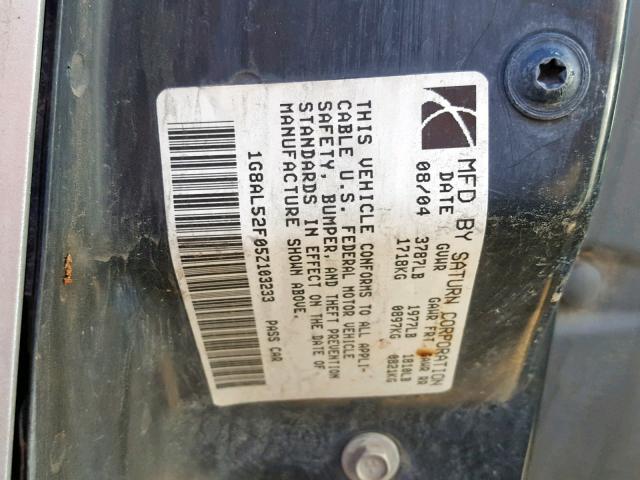 MFD BY SATURN CORPORATION
DATE GVWR GAWR FRT GAWR RR
08/04 3787LB 1977LB 1810LB
1718KG 0897KG 0821KG
THIS VEHICLE CONFORMS TO ALL APPLI-
CABLE U.S. FEDERAL MOTOR VEHICLE
SAFETY, BUMPER, AND THEFT PREVENTION
STANDARDS IN EFFECT ON THE DATE OF
MANUFACTURE SHOWN ABOVE.
1G8AL52F05Z103233 PASS CAR